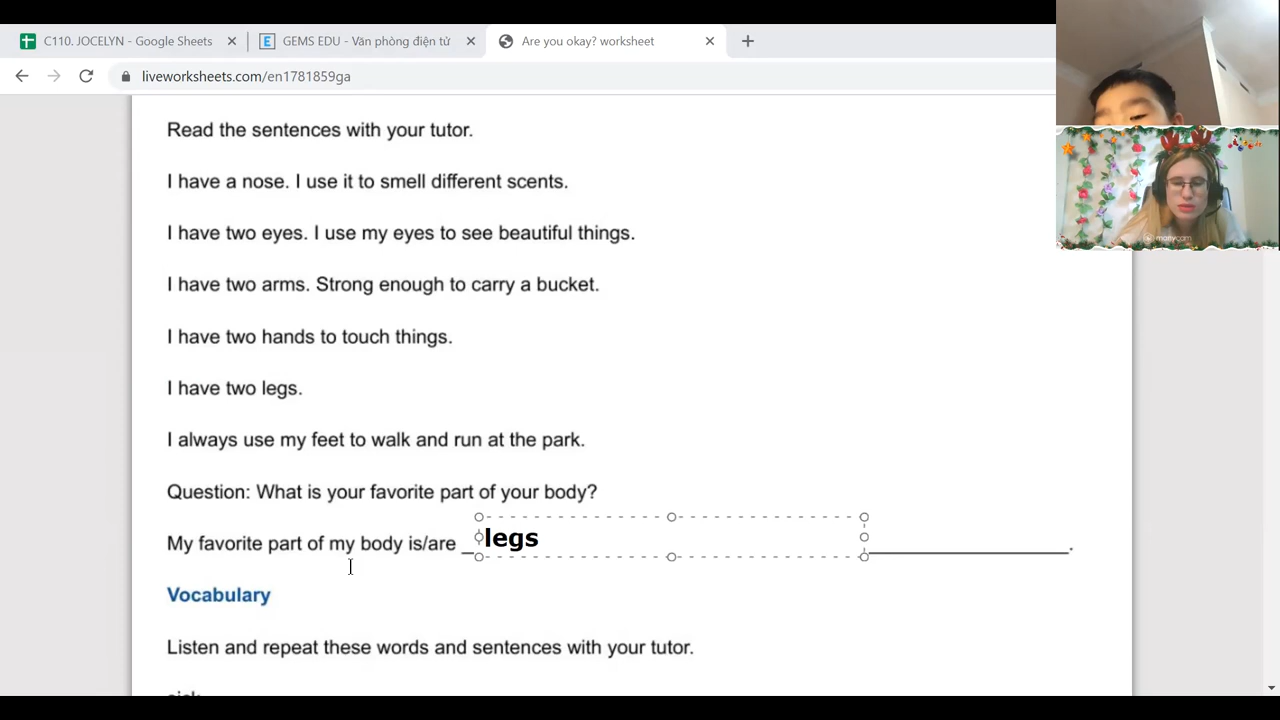 C110. JOCELYN - Google Sheets
GEMS EDU - Văn phòng điện tử
Are you okay? worksheet
liveworksheets.com/en1781859ga
Read the sentences with your tutor.
I have a nose. I use it to smell different scents.
I have two eyes. I use my eyes to see beautiful things.
I have two arms. Strong enough to carry a bucket.
I have two hands to touch things.
I have two legs.
I always use my feet to walk and run at the park.
Question: What is your favorite part of your body?
My favorite part of my body is/are _legs_.
Vocabulary
Listen and repeat these words and sentences with your tutor.
sick
manycam